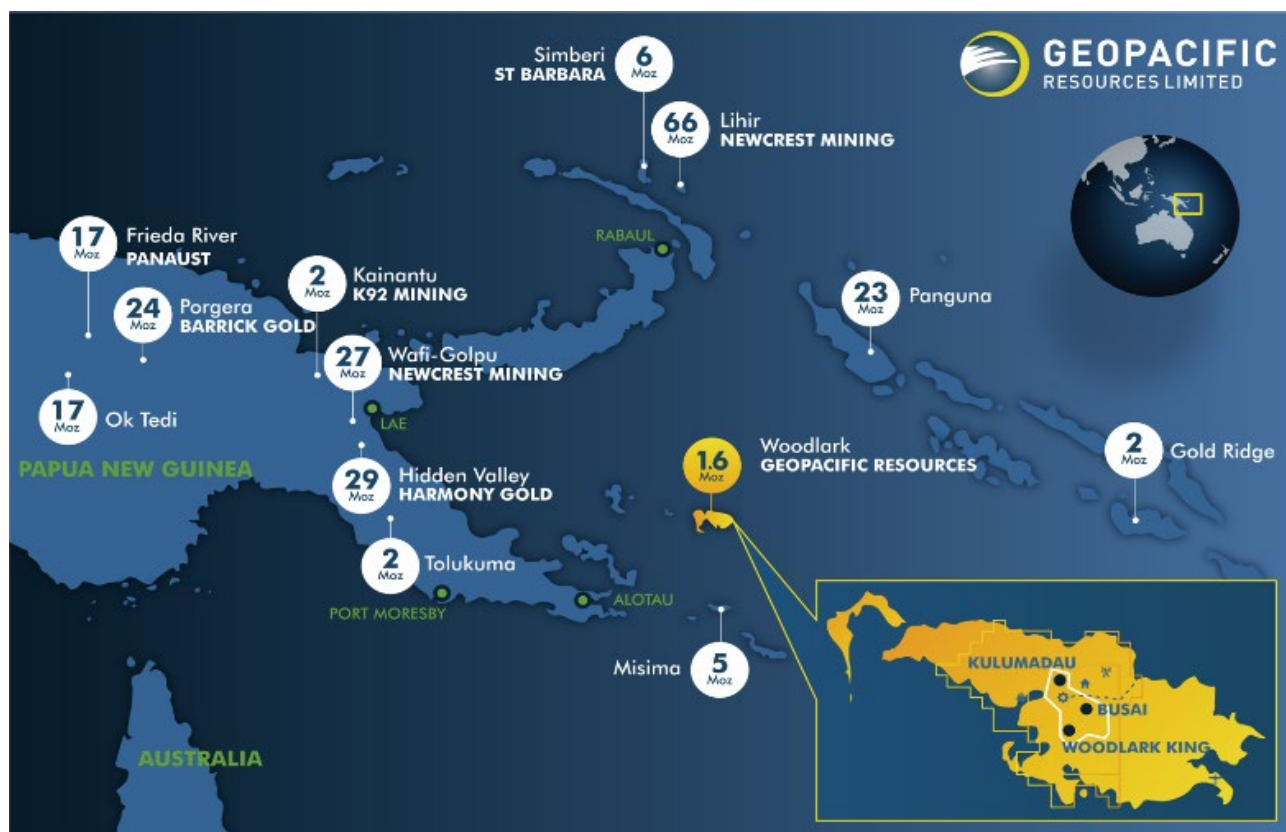 GEOPACIFIC
RESOURCES LIMITED
Simberi
ST BARBARA
6
Moz
66
Moz
Lihir
NEWCREST MINING
RABAUL
17
Moz
Frieda River
PANAUST
2
Moz
Kainantu
K92 MINING
24
Moz
Porgera
BARRICK GOLD
23
Moz
Panguna
27
Moz
Wafi-Golpu
NEWCREST MINING
17
Moz
Ok Tedi
LAE
PAPUA NEW GUINEA
29
Moz
Hidden Valley
HARMONY GOLD
1.6
Moz
Woodlark
GEOPACIFIC RESOURCES
2
Moz
Gold Ridge
2
Moz
Tolukuma
PORT MORESBY
ALOTAU
Misima
5
Moz
AUSTRALIA
KULUMADAU
BUSAI
WOODLARK KING